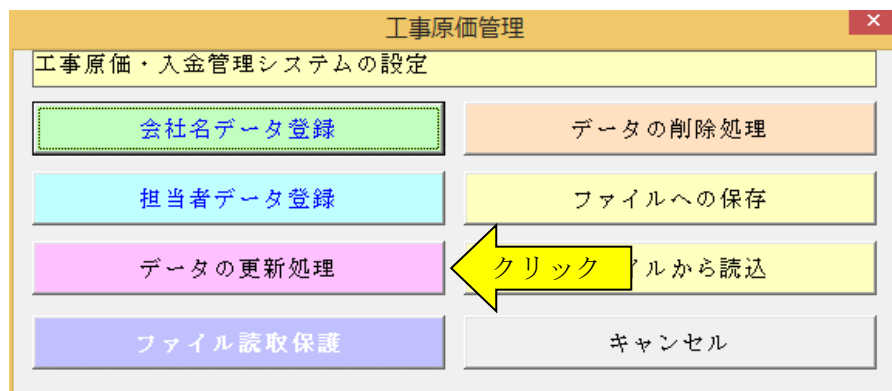 工事原価管理
工事原価・入金管理システムの設定
会社名データ登録
データの削除処理
担当者データ登録
ファイルへの保存
データの更新処理
クリック
イルから読込
ファイル読取保護
キャンセル